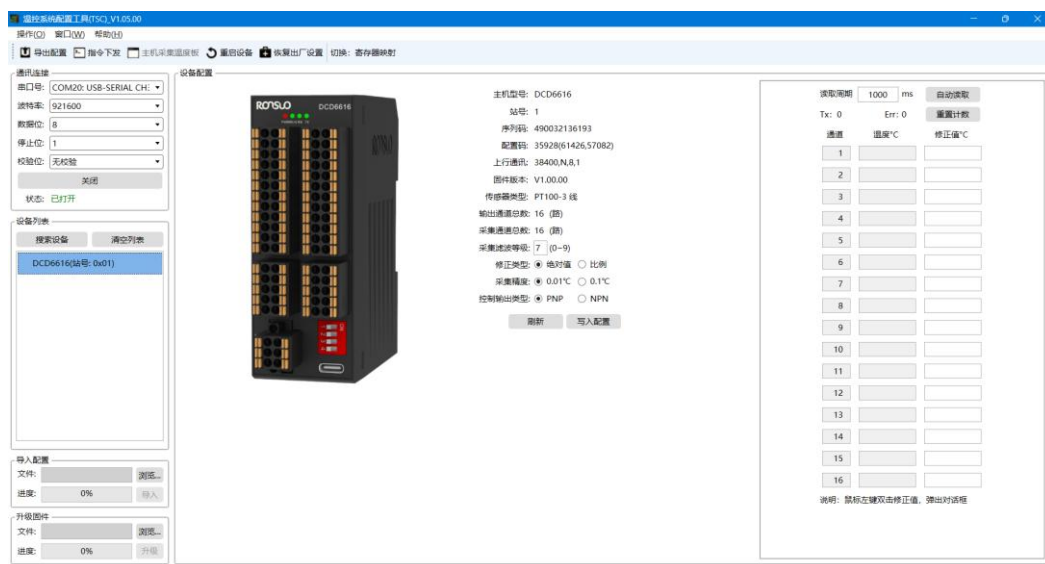 温控系统配置工具(TSC)_V1.05.00
操作(O) 窗口(W) 帮助(H)
导出配置 指令下发 主机采集温度板 重启设备 恢复出厂设置 切换: 寄存器映射
通讯连接
串口号: COM20: USB-SERIAL CH:
波特率: 921600
数据位: 8
停止位: 1
校验位: 无校验
关闭
状态: 已打开
设备列表
搜索设备 清空列表
DCD6616(站号: 0x01)
导入配置
文件: 浏览...
进度: 0% 导入
升级固件
文件: 浏览...
进度: 0% 升级
设备配置
RONSLO DCD6616
主机型号: DCD6616
站号: 1
序列码: 490032136193
配置码: 35928(61426,57082)
上行通讯: 38400,N,8,1
固件版本: V1.00.00
传感器类型: PT100-3 线
输出通道总数: 16 (路)
采集通道总数: 16 (路)
采集滤波等级: 7 (0~9)
修正类型: 绝对值 比例
采集精度: 0.01℃ 0.1℃
控制输出类型: PNP NPN
刷新 写入配置
读取周期 1000 ms 自动读取
Tx: 0 Err: 0 重置计数
通道 温度℃ 修正值℃
1
2
3
4
5
6
7
8
9
10
11
12
13
14
15
16
说明: 鼠标左键双击修正值, 弹出对话框